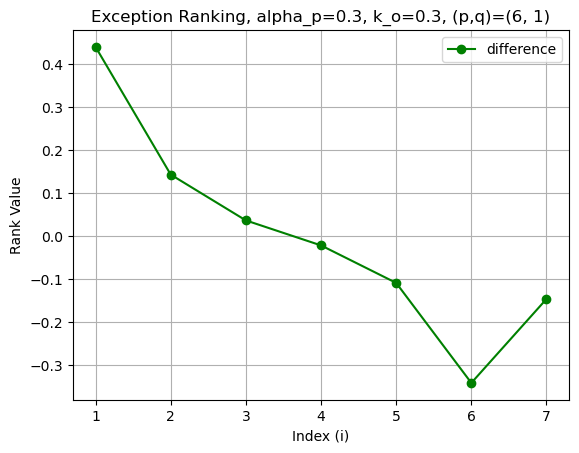 Exception Ranking, alpha_p=0.3, k_o=0.3, (p,q)=(6, 1)
difference
Rank Value
0.4
0.3
0.2
0.1
0.0
−0.1
−0.2
−0.3
1 2 3 4 5 6 7
Index (i)